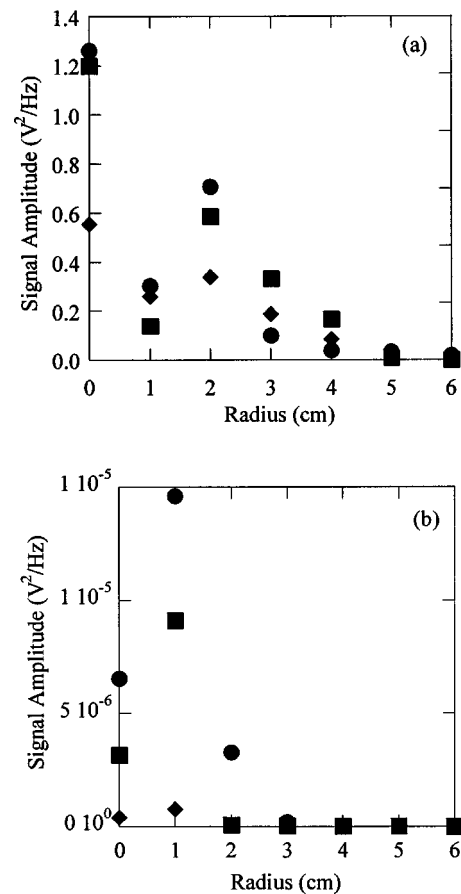 (a)
Signal Amplitude (V²/Hz)
1.4
1.2
1.0
0.8
0.6
0.4
0.2
0.0
0 1 2 3 4 5 6
Radius (cm)
(b)
Signal Amplitude (V²/Hz)
1 10⁻⁵
1 10⁻⁵
5 10⁻⁶
0 10⁰
0 1 2 3 4 5 6
Radius (cm)